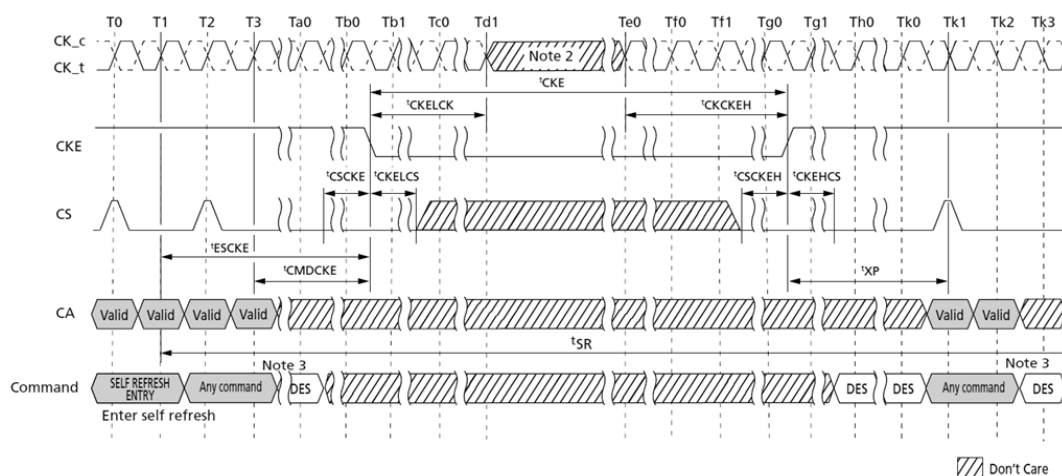 T0 T1 T2 T3 Ta0 Tb0 Tb1 Tc0 Td1 Te0 Tf0 Tf1 Tg0 Tg1 Th0 Tk0 Tk1 Tk2 Tk3
CK_c
CK_t
Note 2
tCKE
tCKELCK tCKCKEH
CKE
tCSCKE tCKELCS tCSCKEH tCKEHCS
CS
tESCKE
tCMDCKE tXP
CA Valid Valid Valid Valid Valid Valid
tSR
Note 3 Note 3
Command SELF REFRESH ENTRY Any command DES DES DES Any command DES
Enter self refresh
Don't Care